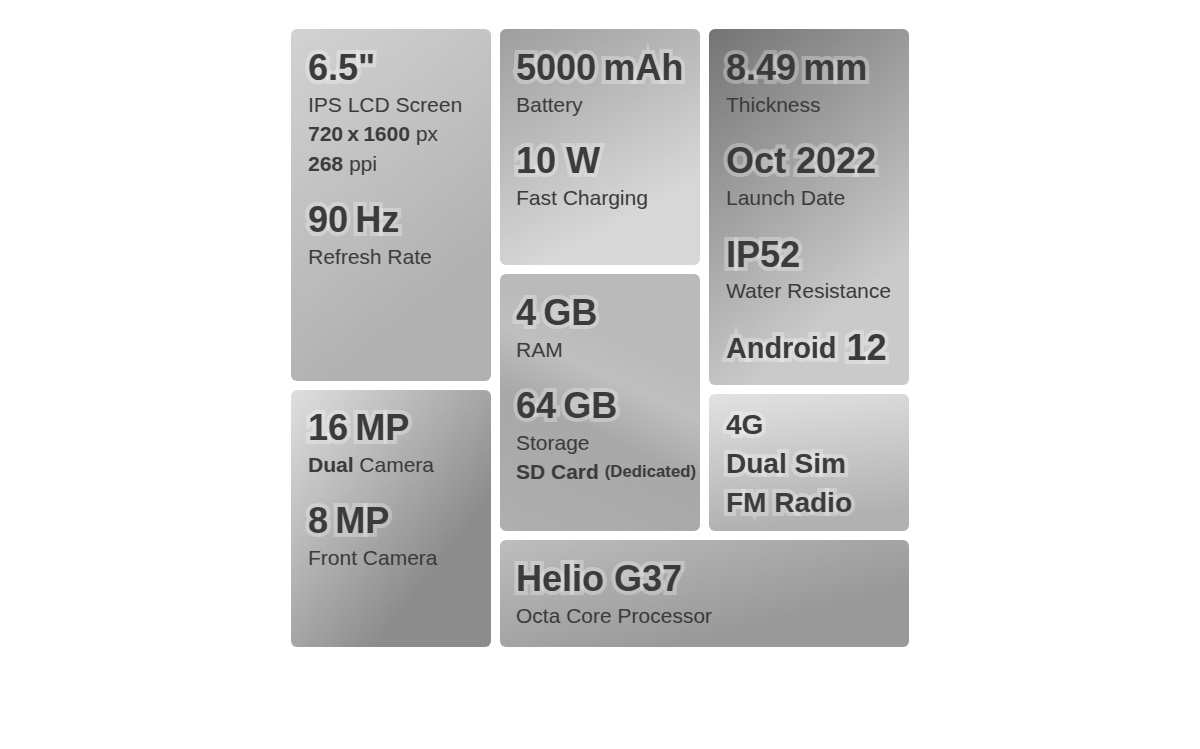 6.5"
IPS LCD Screen
720 x 1600 px
268 ppi
90 Hz
Refresh Rate
16 MP
Dual Camera
8 MP
Front Camera
5000 mAh
Battery
10 W
Fast Charging
4 GB
RAM
64 GB
Storage
SD Card (Dedicated)
8.49 mm
Thickness
Oct 2022
Launch Date
IP52
Water Resistance
Android 12
4G
Dual Sim
FM Radio
Helio G37
Octa Core Processor